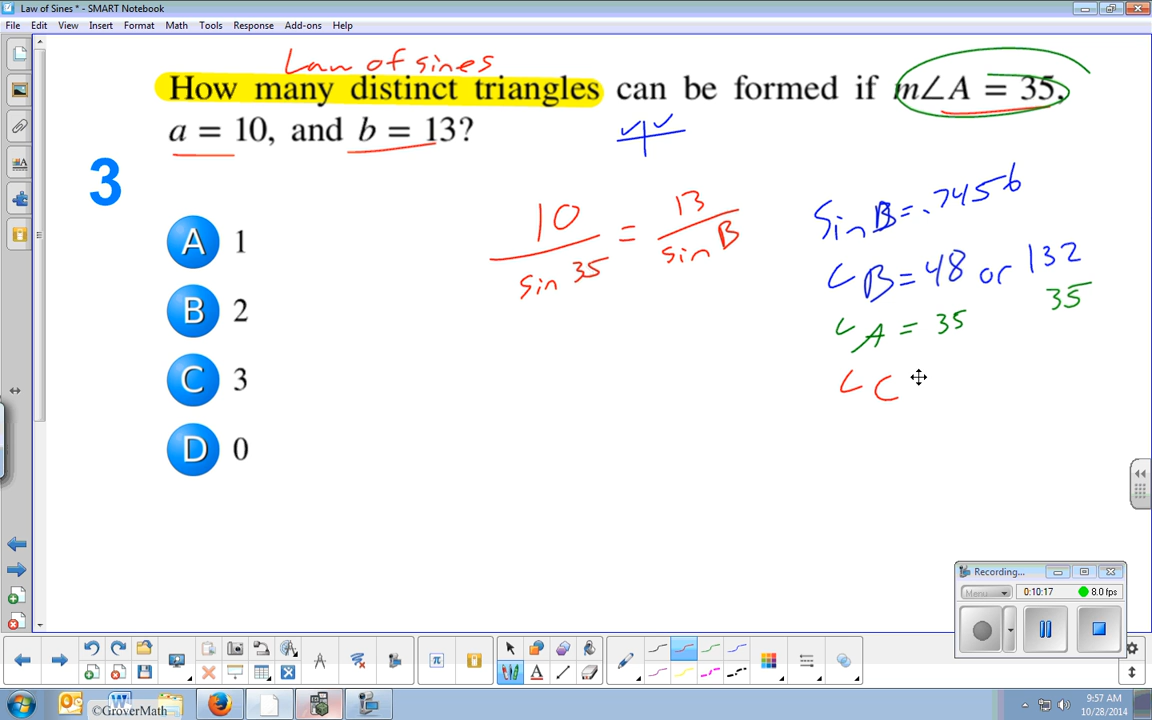 Law of Sines * - SMART Notebook
File Edit View Insert Format Math Tools Response Add-ons Help
Law of sines
How many distinct triangles can be formed if m∠A = 35,
a = 10, and b = 13?
3
A 1
B 2
C 3
D 0
10 / sin 35 = 13 / sin B
Sin B = .7456
∠B = 48 or 132
∠A = 35 35
∠C
Recording...
Menu 0:10:17 8.0 fps
π
A
©GroverMath
9:57 AM
10/28/2014